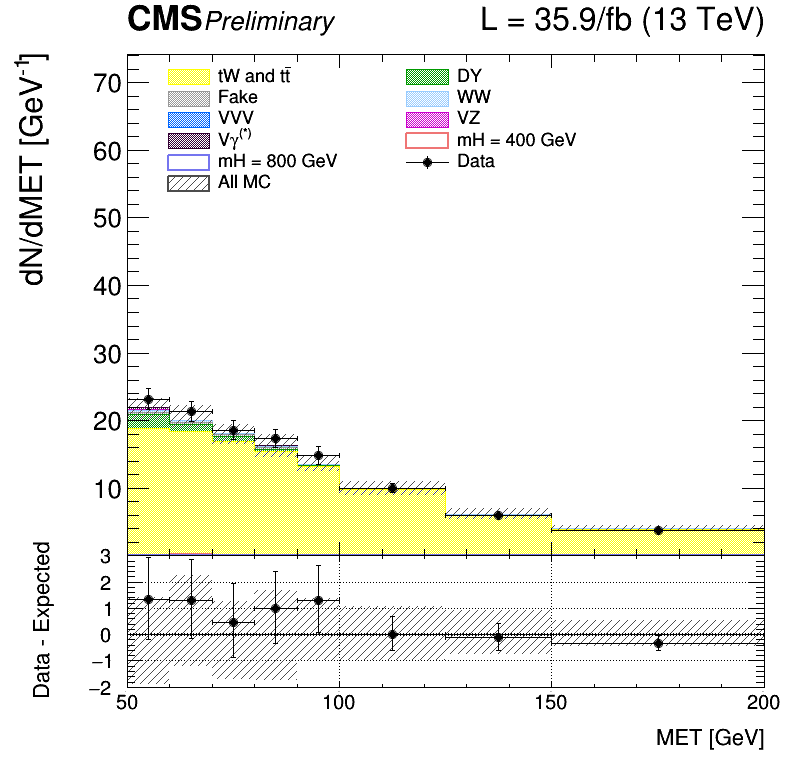 CMS Preliminary L = 35.9/fb (13 TeV)
dN/dMET [GeV⁻¹]
70
60
50
40
30
20
10
tW and tt̄
Fake
VVV
Vγ(*)
mH = 800 GeV
All MC
DY
WW
VZ
mH = 400 GeV
Data
Data - Expected
3
2
1
0
−1
−2
50 100 150 200
MET [GeV]